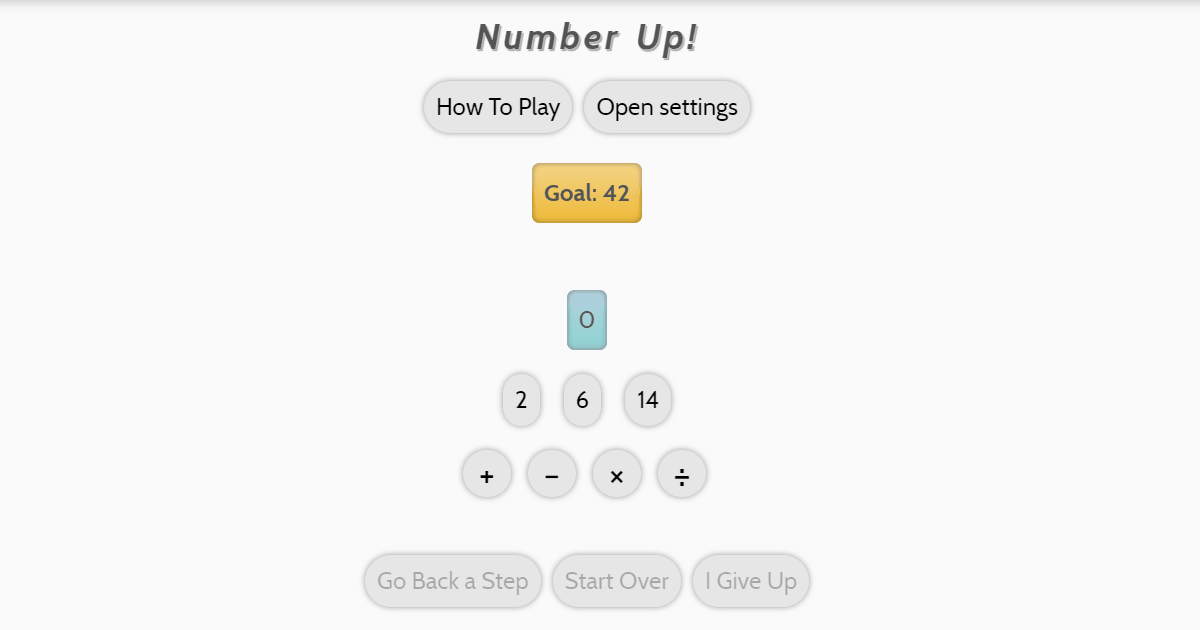 Number Up!
How To Play Open settings
Goal: 42
0
2 6 14
+ − × ÷
Go Back a Step Start Over I Give Up